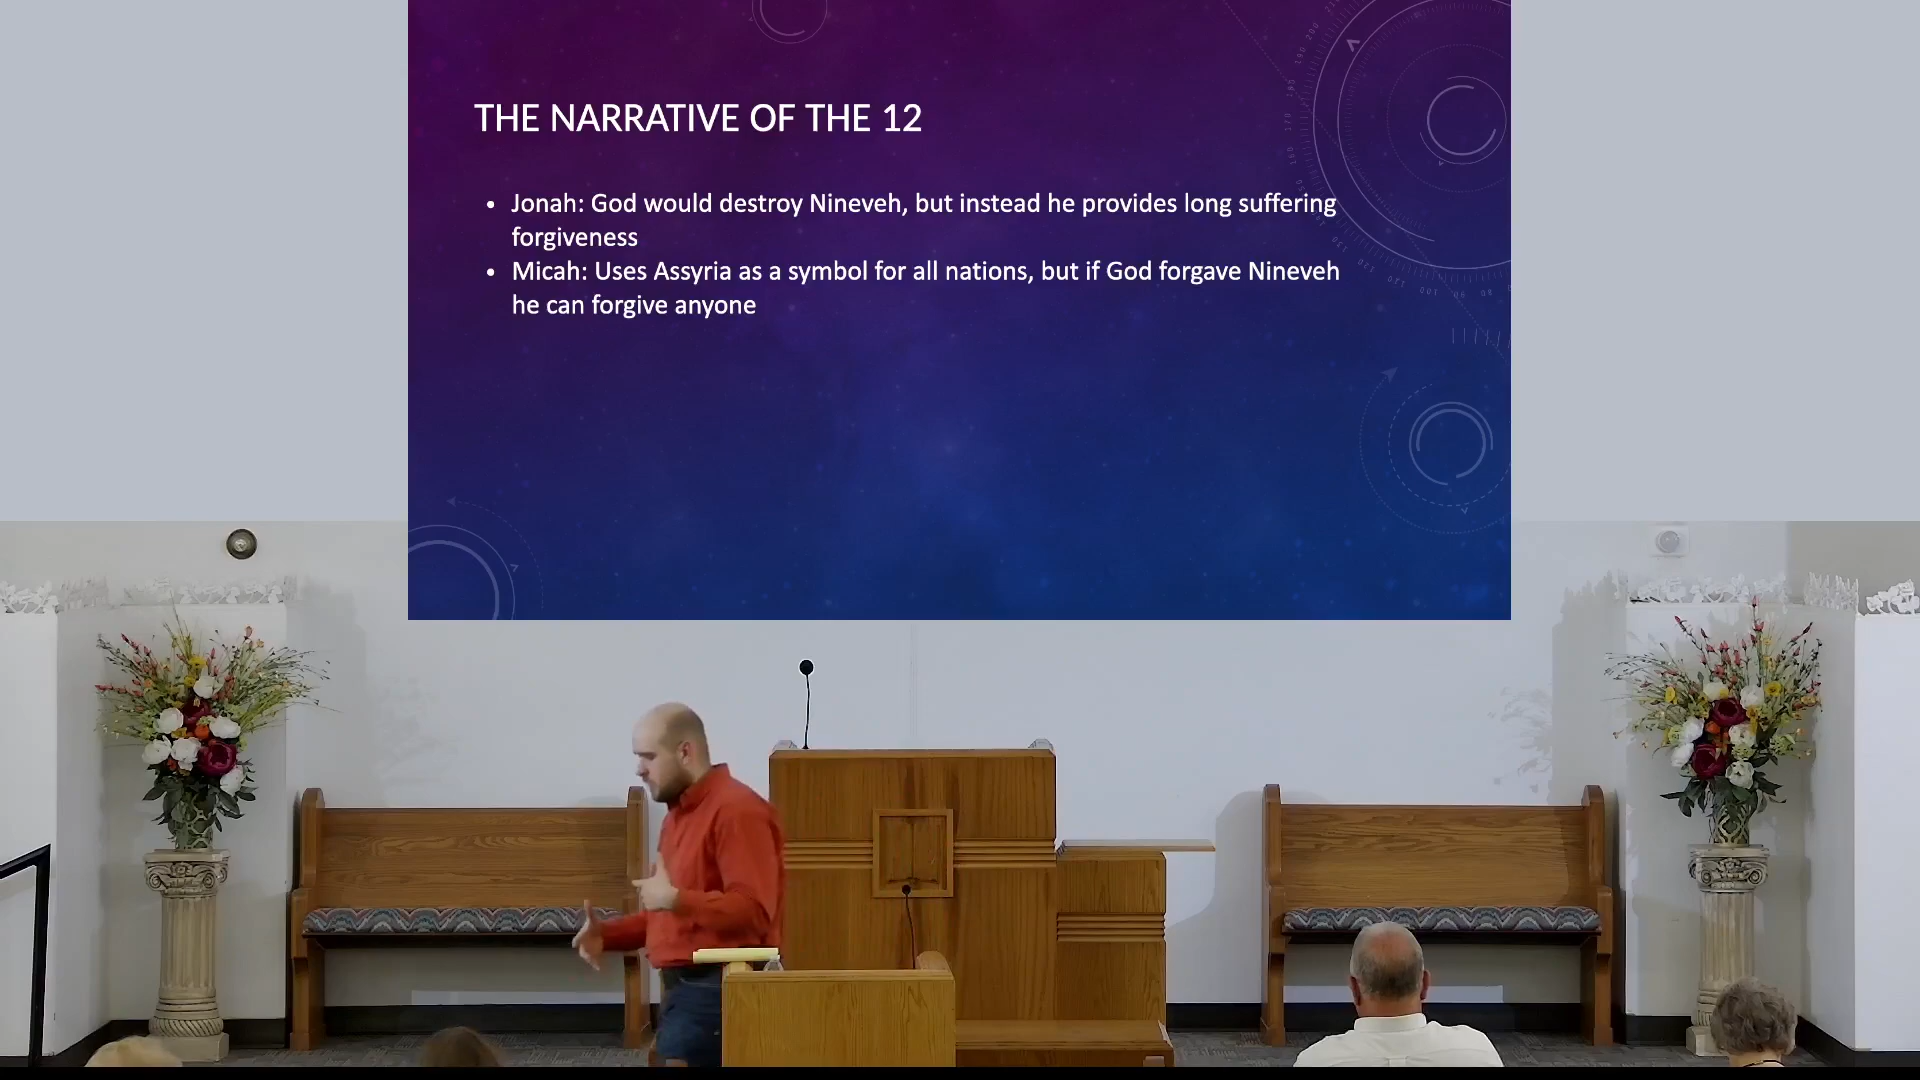 THE NARRATIVE OF THE 12
• Jonah: God would destroy Nineveh, but instead he provides long suffering
forgiveness
• Micah: Uses Assyria as a symbol for all nations, but if God forgave Nineveh
he can forgive anyone